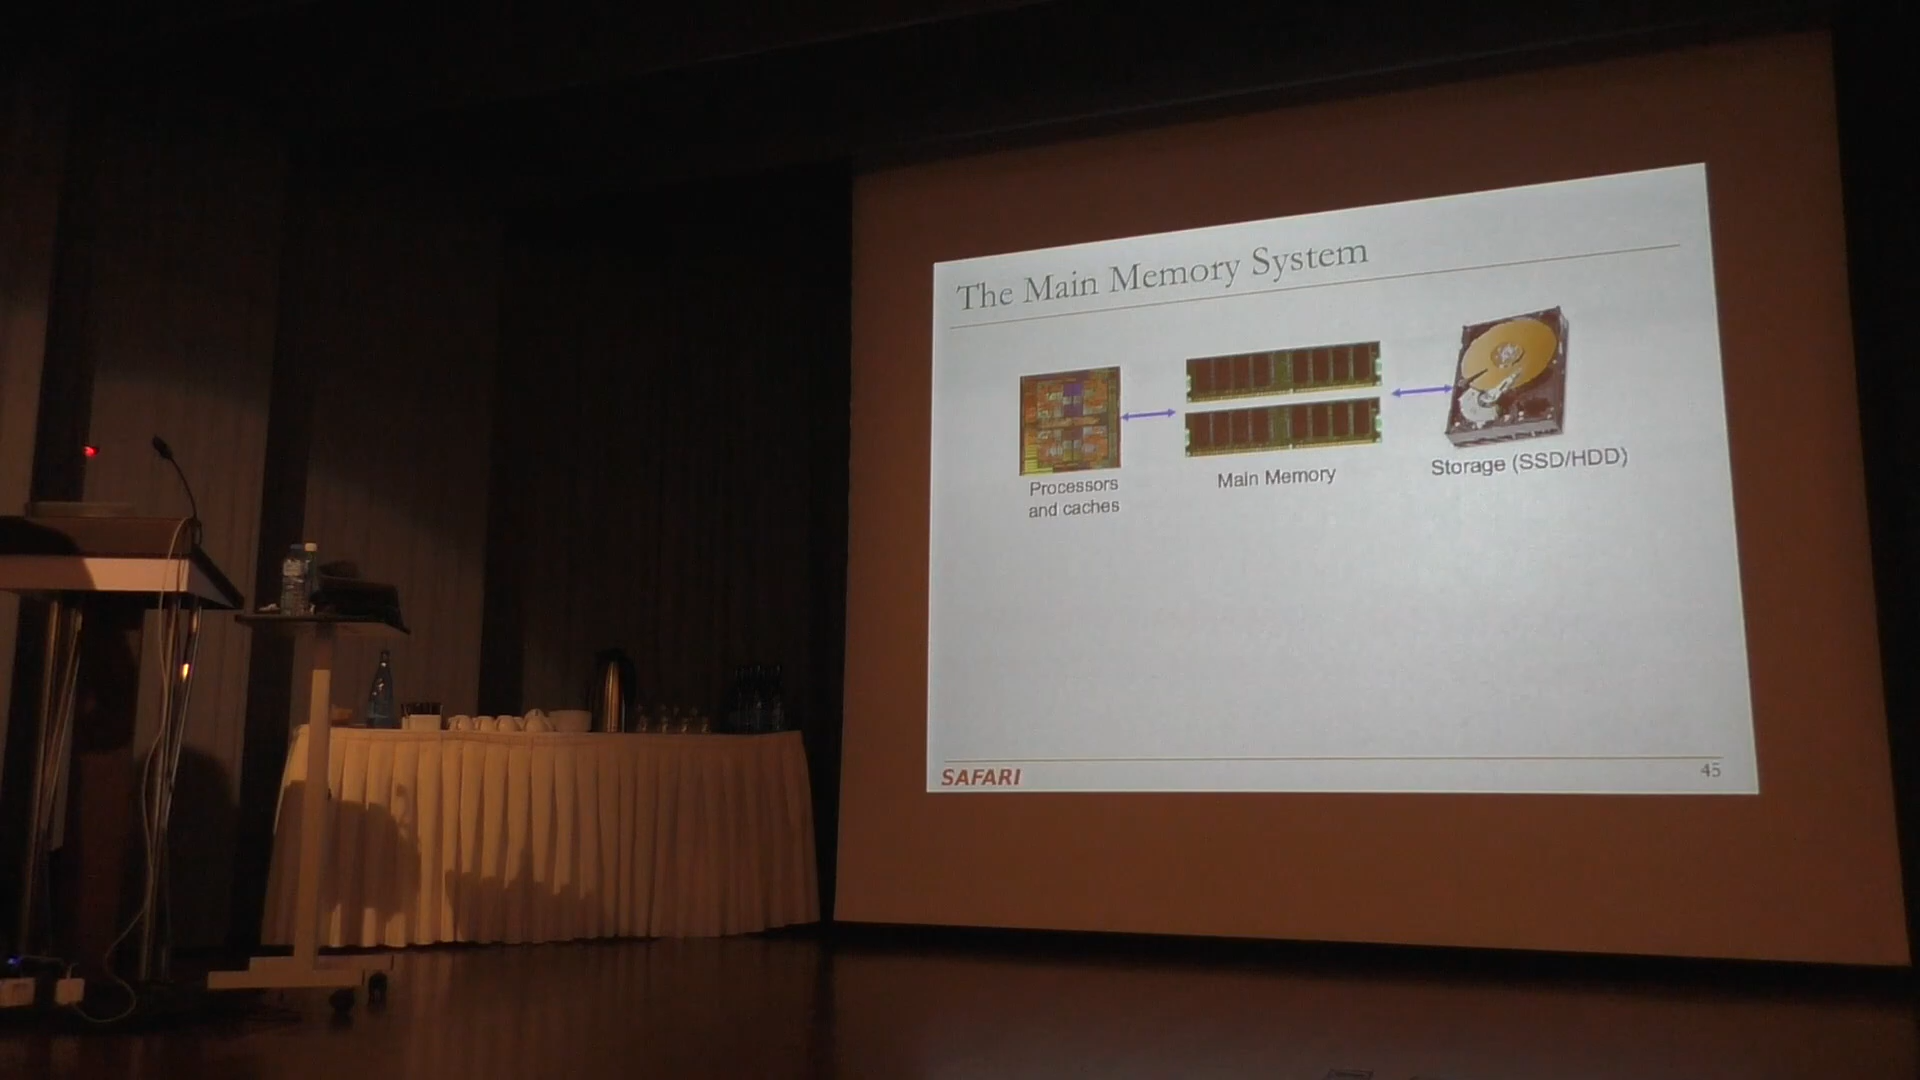 The Main Memory System
Processors
and caches
Main Memory
Storage (SSD/HDD)
SAFARI
45